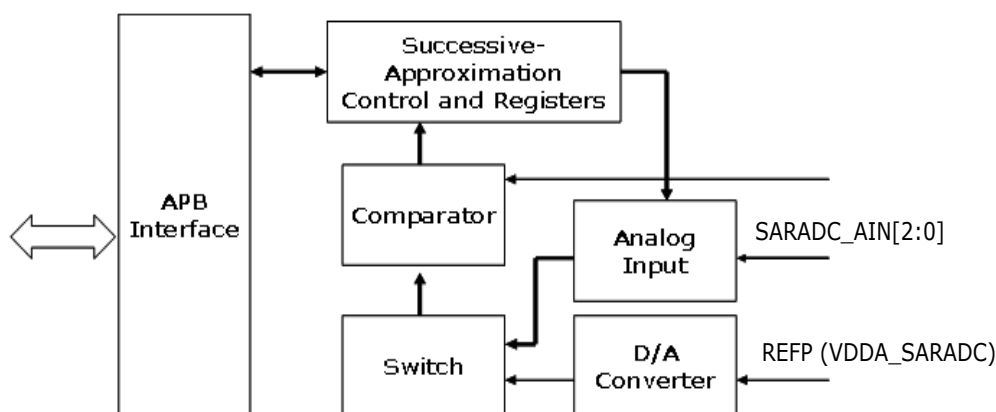 Successive-
Approximation
Control and Registers
APB
Interface
Comparator
Analog
Input
SARADC_AIN[2:0]
Switch
D/A
Converter
REFP (VDDA_SARADC)